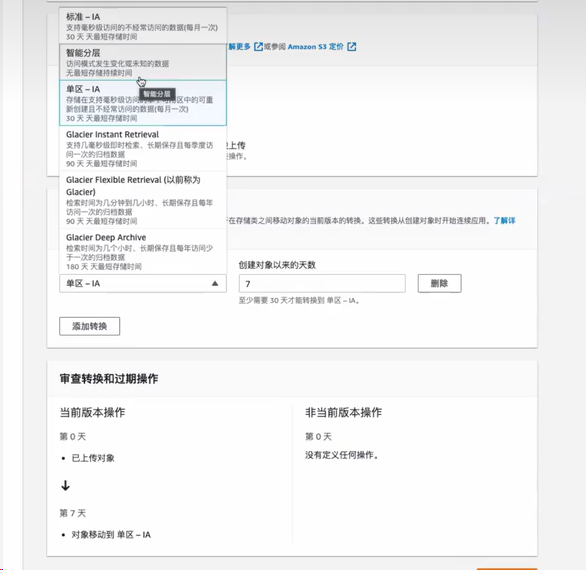 标准 – IA
支持毫秒级访问的不经常访问的数据(每月一次)
30 天 天最短存储时间
解更多 或参阅 Amazon S3 定价
智能分层
访问模式发生变化或未知的数据
无最短存储持续时间
智能分层
单区 – IA
存储在支持毫秒级访问的单个可用区中的可重
新创建且不经常访问的数据(每月一次)
30 天 天最短存储时间
Glacier Instant Retrieval
支持几毫秒级即时检索、长期保存且每季度访
问一次的归档数据
90 天 天最短存储时间
上传
操作。
Glacier Flexible Retrieval (以前称为
Glacier)
检索时间为几分钟到几小时、长期保存且每年
访问一次的归档数据
90 天 天最短存储时间
在存储类之间移动对象的当前版本的转换。这些转换从创建对象时开始连续应用。了解详
Glacier Deep Archive
检索时间为几个小时、长期保存且每年访问少
于一次的归档数据
180 天 天最短存储时间
创建对象以来的天数
单区 – IA
7
删除
至少需要 30 天才能转换到 单区 – IA。
添加转换
审查转换和过期操作
当前版本操作
第 0 天
已上传对象
第 7 天
对象移动到 单区 – IA
非当前版本操作
第 0 天
没有定义任何操作。